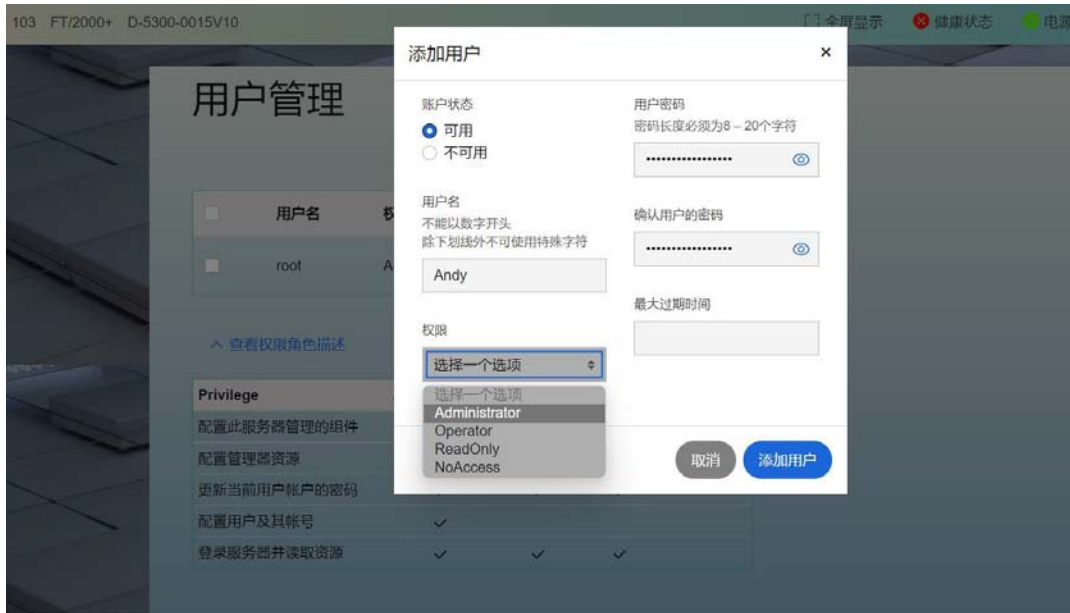 103 FT/2000+ D-5300-0015V10
全屏显示
健康状态
电源
用户管理
用户名
权
root
A
查看权限角色描述
Privilege
配置此服务器管理的组件
配置管理器资源
更新当前用户帐户的密码
配置用户及其帐号
登录服务器并读取资源
添加用户
账户状态
可用
不可用
用户名
不能以数字开头
除下划线外不可使用特殊字符
Andy
权限
选择一个选项
选择一个选项
Administrator
Operator
ReadOnly
NoAccess
用户密码
密码长度必须为8 – 20个字符
•••••••••••••••••
确认用户的密码
•••••••••••••••••
最大过期时间
取消
添加用户